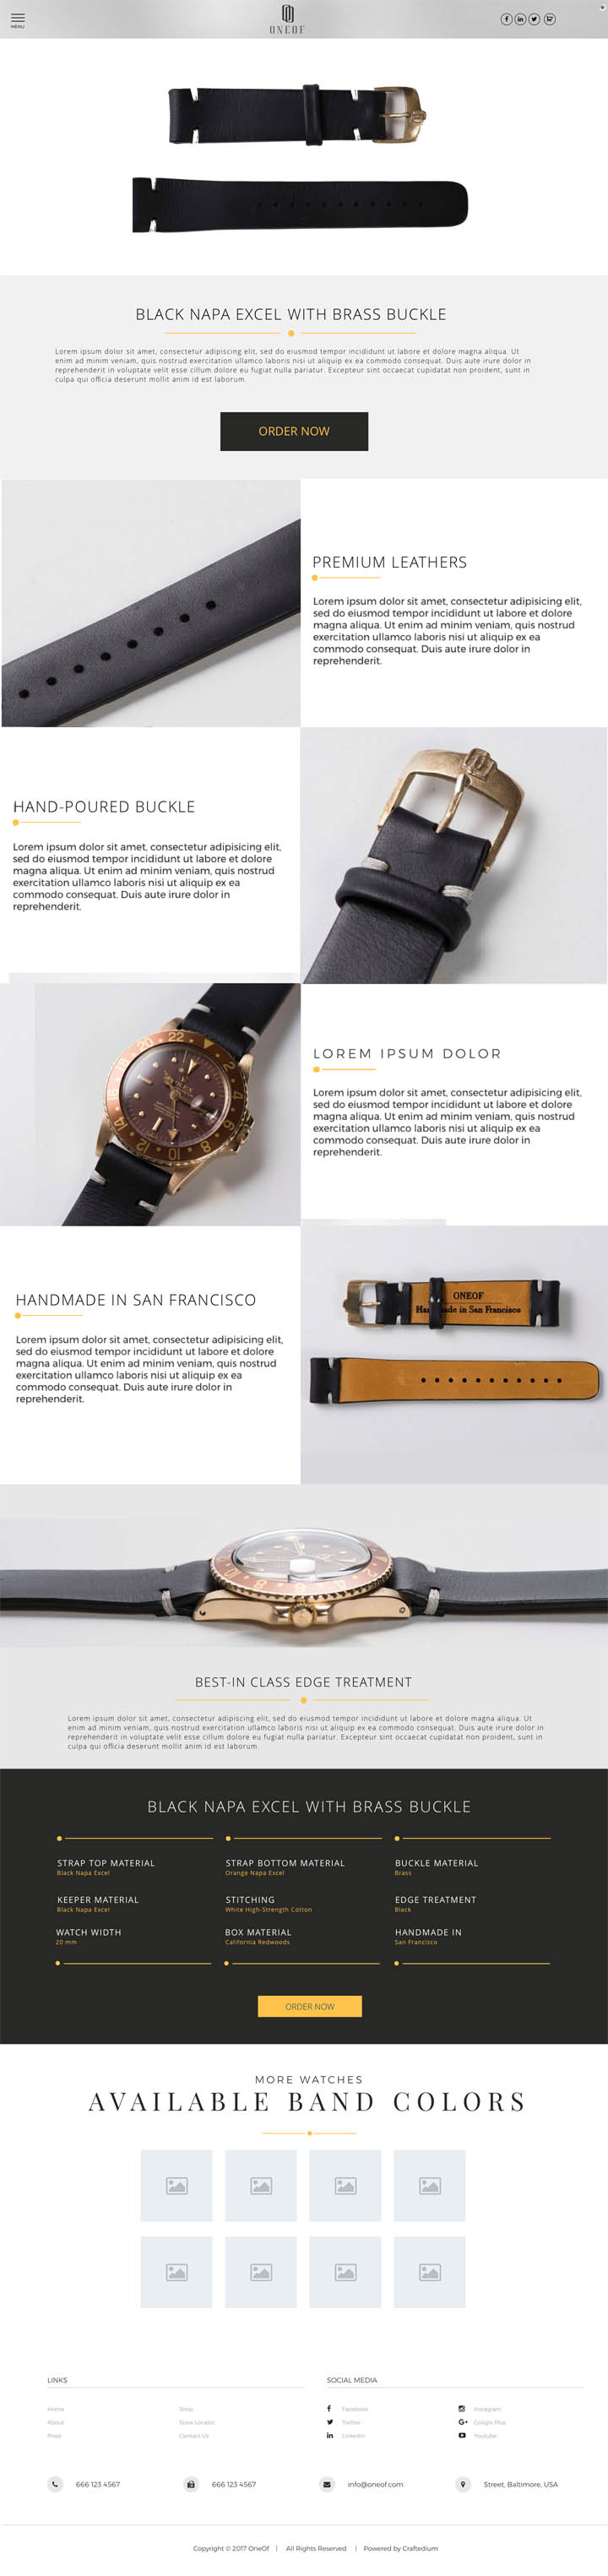 MENU
ONEOF
BLACK NAPA EXCEL WITH BRASS BUCKLE
Lorem ipsum dolor sit amet, consectetur adipiscing elit, sed do eiusmod tempor incididunt ut labore et dolore magna aliqua. Ut
enim ad minim veniam, quis nostrud exercitation ullamco laboris nisi ut aliquip ex ea commodo consequat. Duis aute irure dolor in
reprehenderit in voluptate velit esse cillum dolore eu fugiat nulla pariatur. Excepteur sint occaecat cupidatat non proident, sunt in
culpa qui officia deserunt mollit anim id est laborum.
ORDER NOW
PREMIUM LEATHERS
Lorem ipsum dolor sit amet, consectetur adipisicing elit,
sed do eiusmod tempor incididunt ut labore et dolore
magna aliqua. Ut enim ad minim veniam, quis nostrud
exercitation ullamco laboris nisi ut aliquip ex ea
commodo consequat. Duis aute irure dolor in
reprehenderit.
HAND-POURED BUCKLE
Lorem ipsum dolor sit amet, consectetur adipisicing elit,
sed do eiusmod tempor incididunt ut labore et dolore
magna aliqua. Ut enim ad minim veniam, quis nostrud
exercitation ullamco laboris nisi ut aliquip ex ea
commodo consequat. Duis aute irure dolor in
reprehenderit.
LOREM IPSUM DOLOR
Lorem ipsum dolor sit amet, consectetur adipisicing elit,
sed do eiusmod tempor incididunt ut labore et dolore
magna aliqua. Ut enim ad minim veniam, quis nostrud
exercitation ullamco laboris nisi ut aliquip ex ea
commodo consequat. Duis aute irure dolor in
reprehenderit.
HANDMADE IN SAN FRANCISCO
Lorem ipsum dolor sit amet, consectetur adipisicing elit,
sed do eiusmod tempor incididunt ut labore et dolore
magna aliqua. Ut enim ad minim veniam, quis nostrud
exercitation ullamco laboris nisi ut aliquip ex ea
commodo consequat. Duis aute irure dolor in
reprehenderit.
ONEOF
in San Francisco
BEST-IN CLASS EDGE TREATMENT
Lorem ipsum dolor sit amet, consectetur adipiscing elit, sed do eiusmod tempor incididunt ut labore et dolore magna aliqua. Ut
enim ad minim veniam, quis nostrud exercitation ullamco laboris nisi ut aliquip ex ea commodo consequat. Duis aute irure dolor in
reprehenderit in voluptate velit esse cillum dolore eu fugiat nulla pariatur. Excepteur sint occaecat cupidatat non proident, sunt in
culpa qui officia deserunt mollit anim id est laborum.
BLACK NAPA EXCEL WITH BRASS BUCKLE
STRAP TOP MATERIAL
Black Napa Excel
STRAP BOTTOM MATERIAL
Orange Napa Excel
BUCKLE MATERIAL
Brass
KEEPER MATERIAL
Black Napa Excel
STITCHING
White High-Strength Cotton
EDGE TREATMENT
Black
WATCH WIDTH
20 mm
BOX MATERIAL
California Redwoods
HANDMADE IN
San Francisco
ORDER NOW
MORE WATCHES
AVAILABLE BAND COLORS
LINKS
Home
About
Press
Shop
Store Locator
Contact Us
SOCIAL MEDIA
Facebook
Twitter
LinkedIn
Instagram
Google Plus
Youtube
666 123 4567
666 123 4567
info@oneof.com
Street, Baltimore, USA
Copyright © 2017 OneOf | All Rights Reserved | Powered by Craftedium